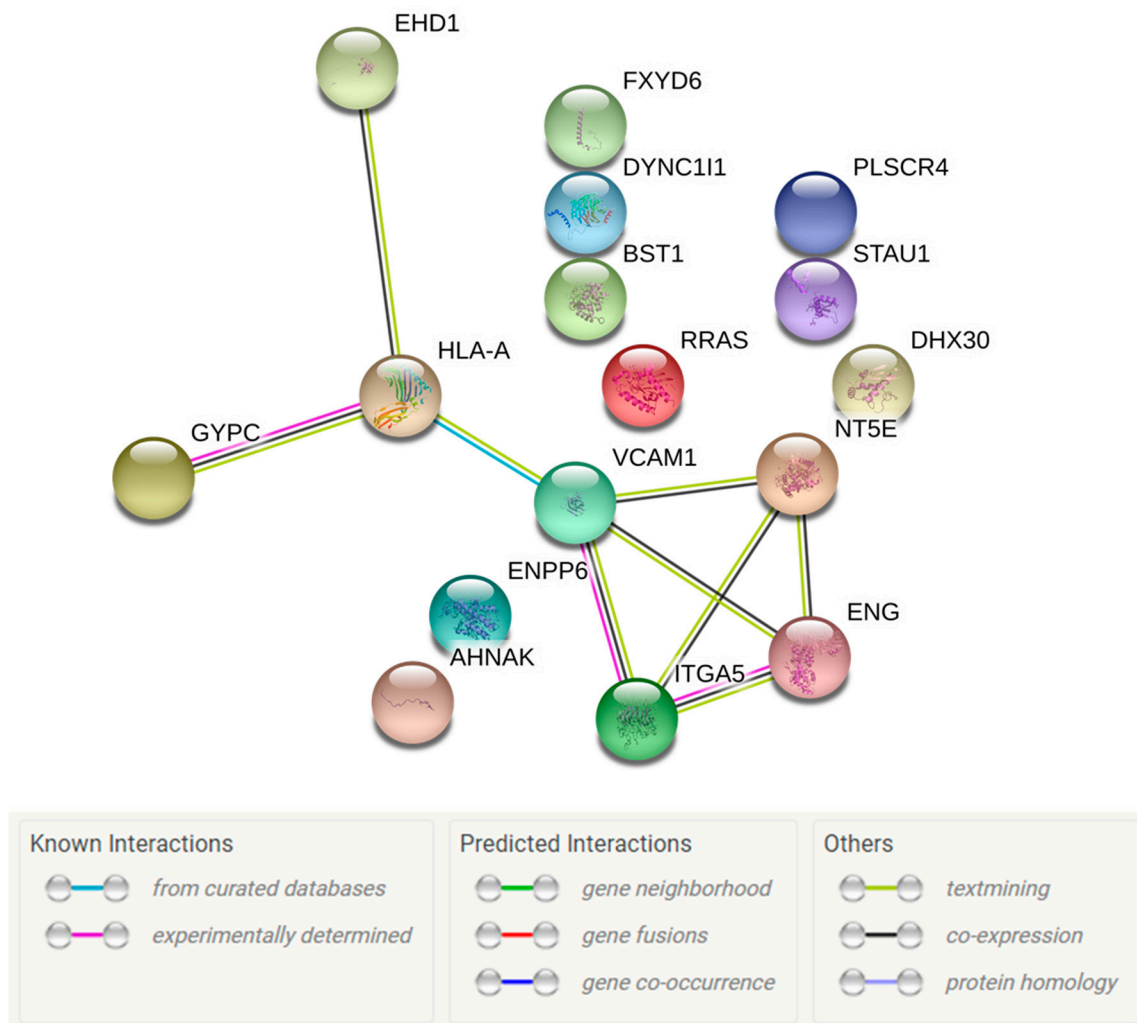 EHD1
FXYD6
DYNC1I1
PLSCR4
BST1
STAU1
RRAS
DHX30
HLA-A
NT5E
GYPC
VCAM1
ENPP6
ENG
AHNAK
ITGA5
Known Interactions
from curated databases
experimentally determined
Predicted Interactions
gene neighborhood
gene fusions
gene co-occurrence
Others
textmining
co-expression
protein homology